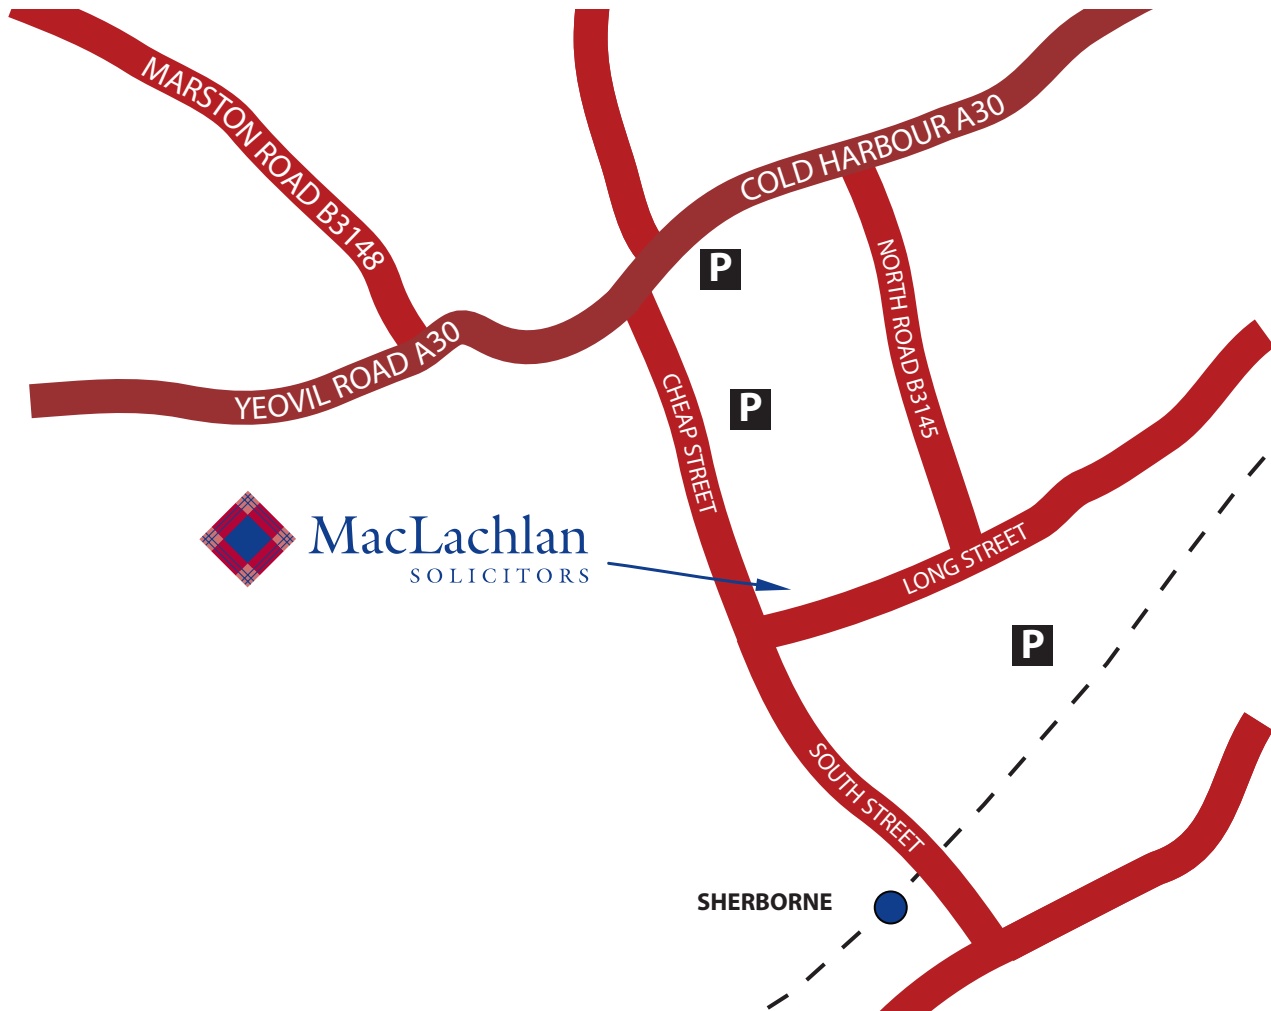 MARSTON ROAD B3148
COLD HARBOUR A30
P
NORTH ROAD B3145
YEOVIL ROAD A30
CHEAP STREET
P
MacLachlan
SOLICITORS
LONG STREET
P
SOUTH STREET
SHERBORNE